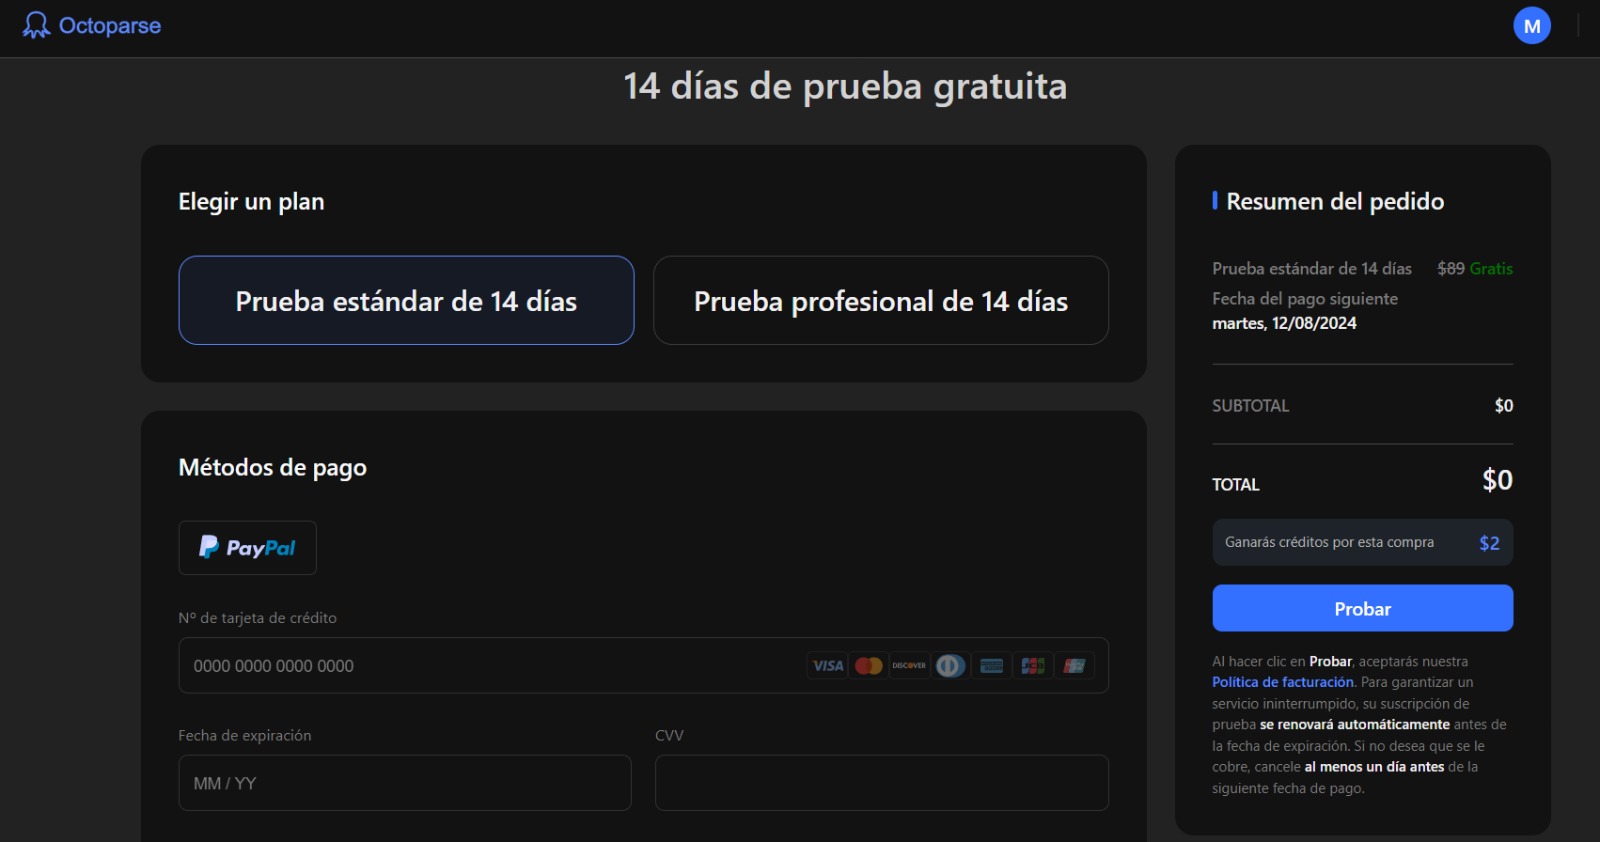 Octoparse
M
14 días de prueba gratuita
Elegir un plan
Prueba estándar de 14 días
Prueba profesional de 14 días
Métodos de pago
PayPal
Nº de tarjeta de crédito
0000 0000 0000 0000
VISA
DISCOVER
Fecha de expiración
CVV
MM / YY
Resumen del pedido
Prueba estándar de 14 días $89 Gratis
Fecha del pago siguiente
martes, 12/08/2024
SUBTOTAL $0
TOTAL $0
Ganarás créditos por esta compra $2
Probar
Al hacer clic en Probar, aceptarás nuestra
Política de facturación. Para garantizar un
servicio ininterrumpido, su suscripción de
prueba se renovará automáticamente antes de
la fecha de expiración. Si no desea que se le
cobre, cancele al menos un día antes de la
siguiente fecha de pago.